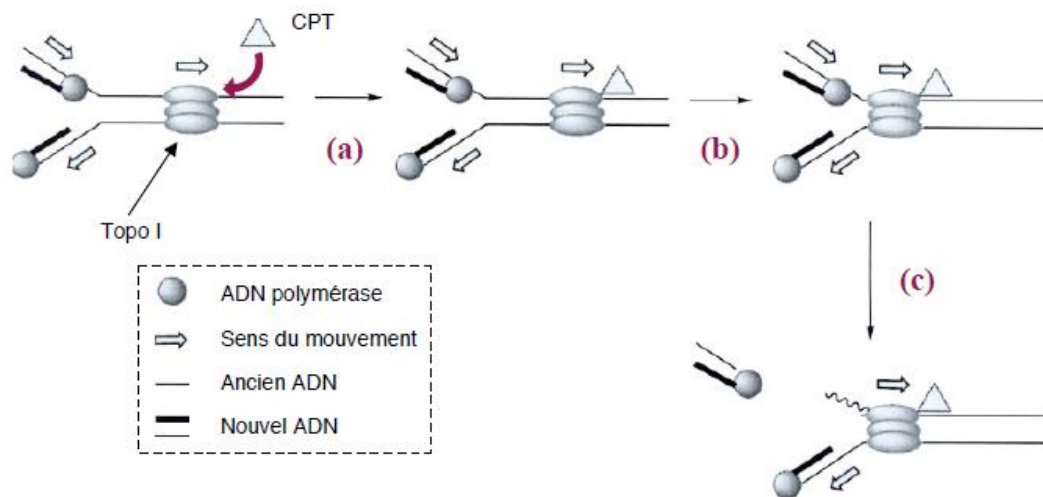 CPT
(a)
(b)
Topo I
(c)
ADN polymérase
Sens du mouvement
Ancien ADN
Nouvel ADN